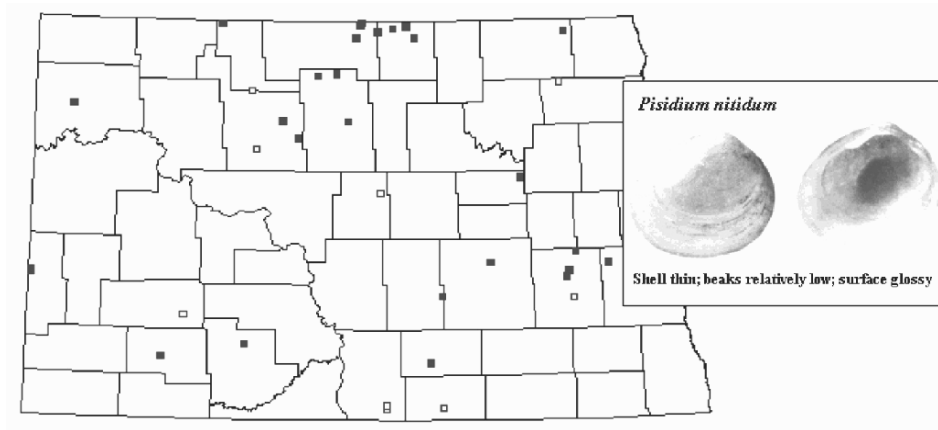 Pisidium nitidum
Shell thin; beaks relatively low; surface glossy